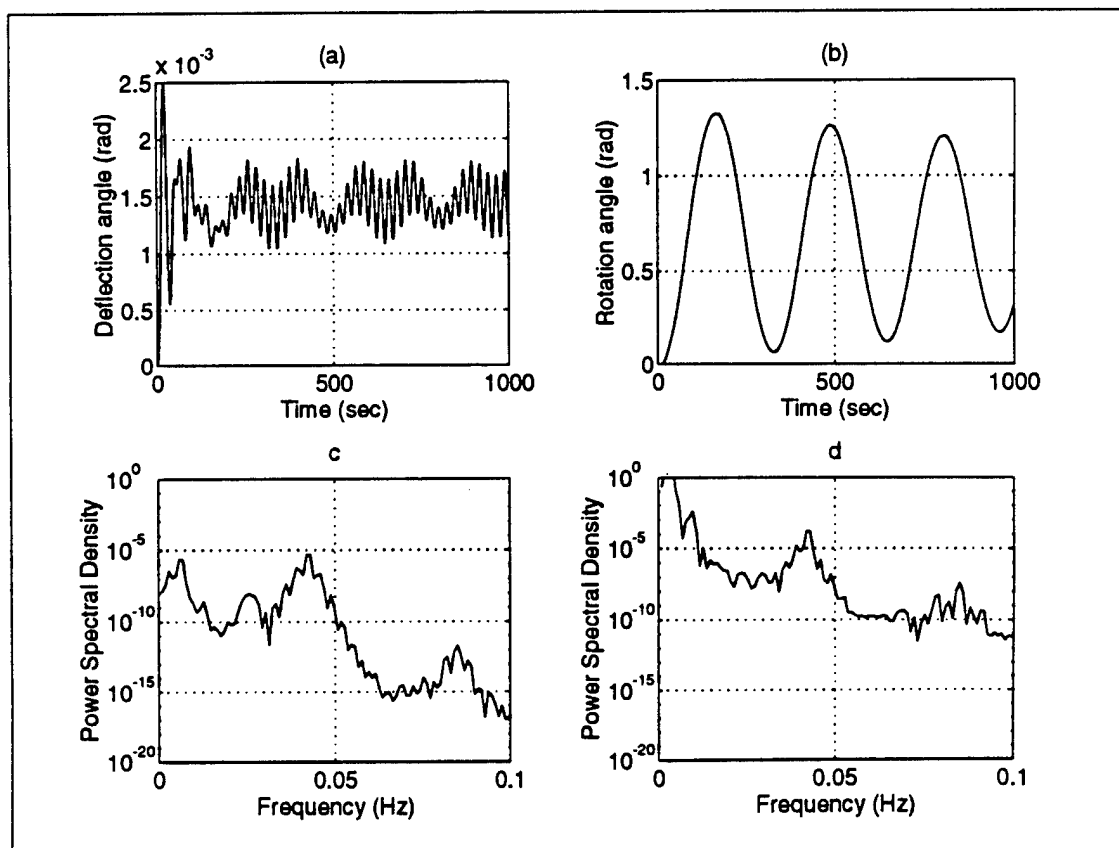 (a)
x 10^-3
2.5
2
1.5
1
0.5
0
0
500
1000
Deflection angle (rad)
Time (sec)
(b)
1.5
1
0.5
0
0
500
1000
Rotation angle (rad)
Time (sec)
c
10^0
10^-5
10^-10
10^-15
10^-20
0
0.05
0.1
Power Spectral Density
Frequency (Hz)
d
10^0
10^-5
10^-10
10^-15
10^-20
0
0.05
0.1
Power Spectral Density
Frequency (Hz)